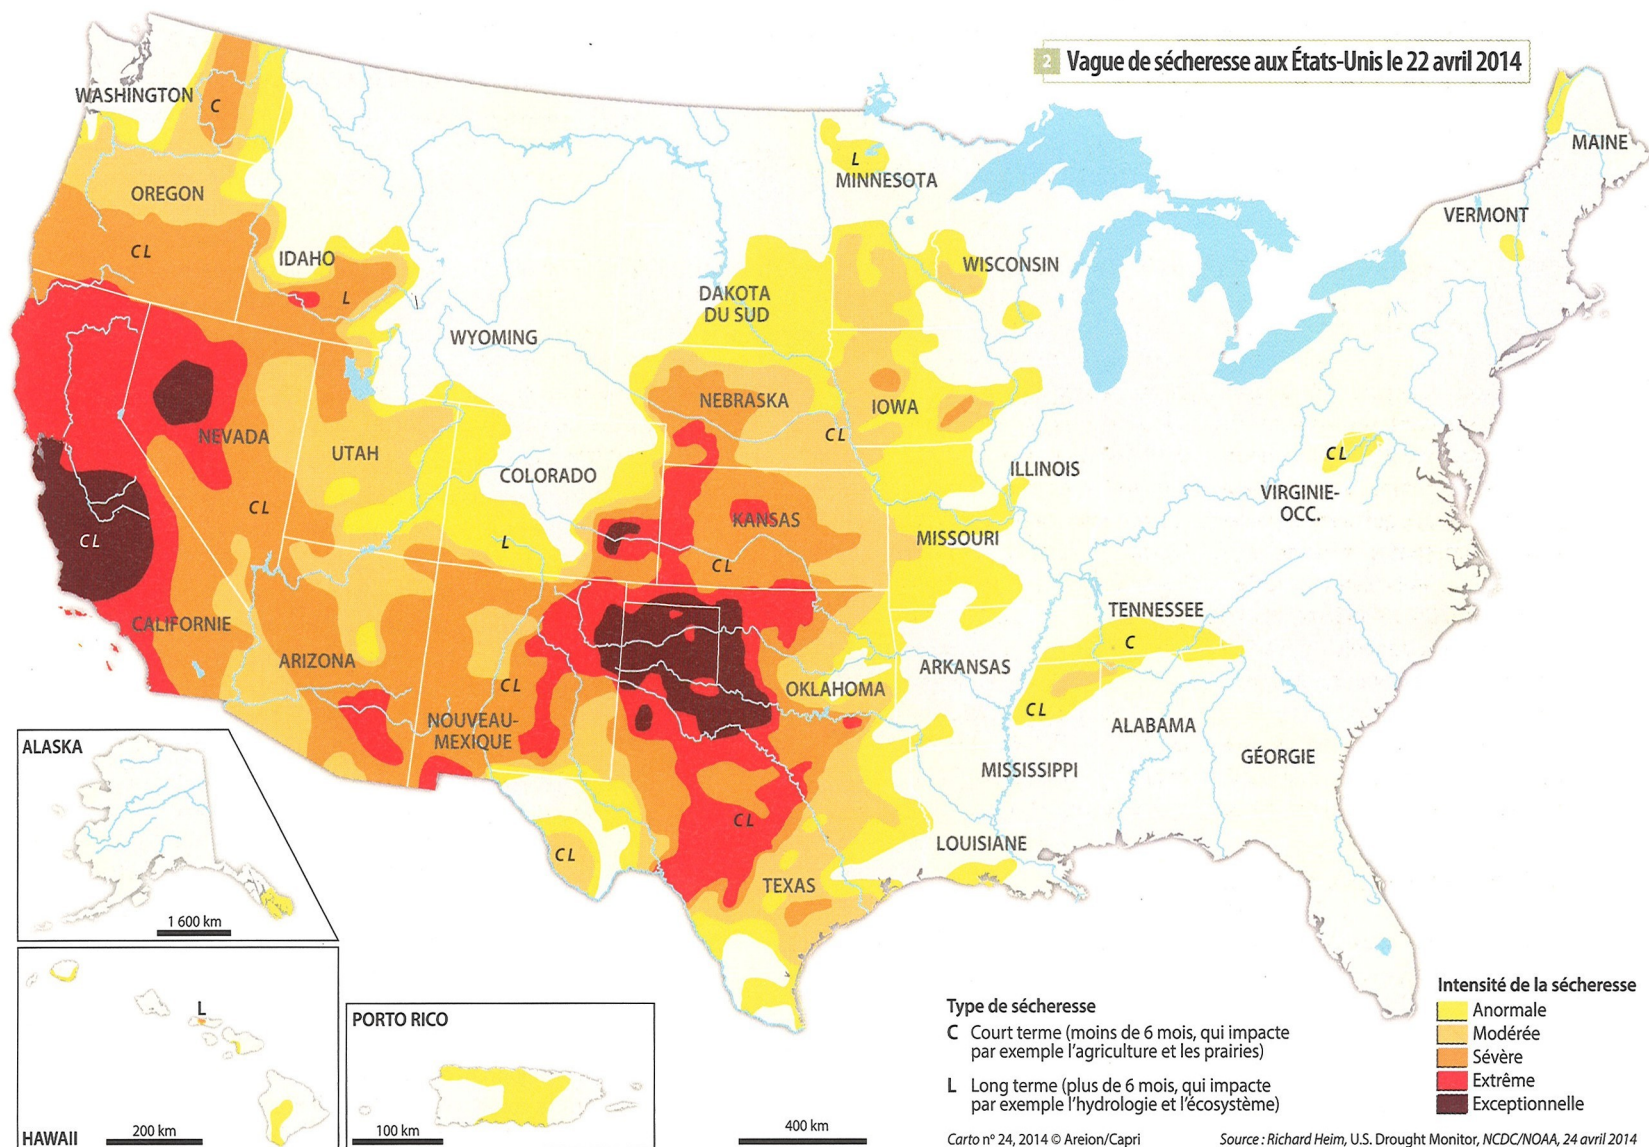 2 Vague de sécheresse aux États-Unis le 22 avril 2014
WASHINGTON
C
MAINE
L
MINNESOTA
OREGON
VERMONT
CL
IDAHO
WISCONSIN
L
DAKOTA
DU SUD
WYOMING
NEBRASKA
IOWA
NEVADA
CL
UTAH
CL
COLORADO
ILLINOIS
VIRGINIE-
OCC.
CL
KANSAS
CL
L
MISSOURI
CL
TENNESSEE
C
CALIFORNIE
ARIZONA
CL
ARKANSAS
OKLAHOMA
CL
NOUVEAU-
MEXIQUE
ALABAMA
GÉORGIE
MISSISSIPPI
CL
LOUISIANE
CL
TEXAS
ALASKA
1 600 km
L
HAWAII
200 km
PORTO RICO
100 km
400 km
Type de sécheresse
C Court terme (moins de 6 mois, qui impacte
par exemple l'agriculture et les prairies)
L Long terme (plus de 6 mois, qui impacte
par exemple l'hydrologie et l'écosystème)
Intensité de la sécheresse
Anormale
Modérée
Sévère
Extrême
Exceptionnelle
Carto nº 24, 2014 © Areion/Capri
Source : Richard Heim, U.S. Drought Monitor, NCDC/NOAA, 24 avril 2014